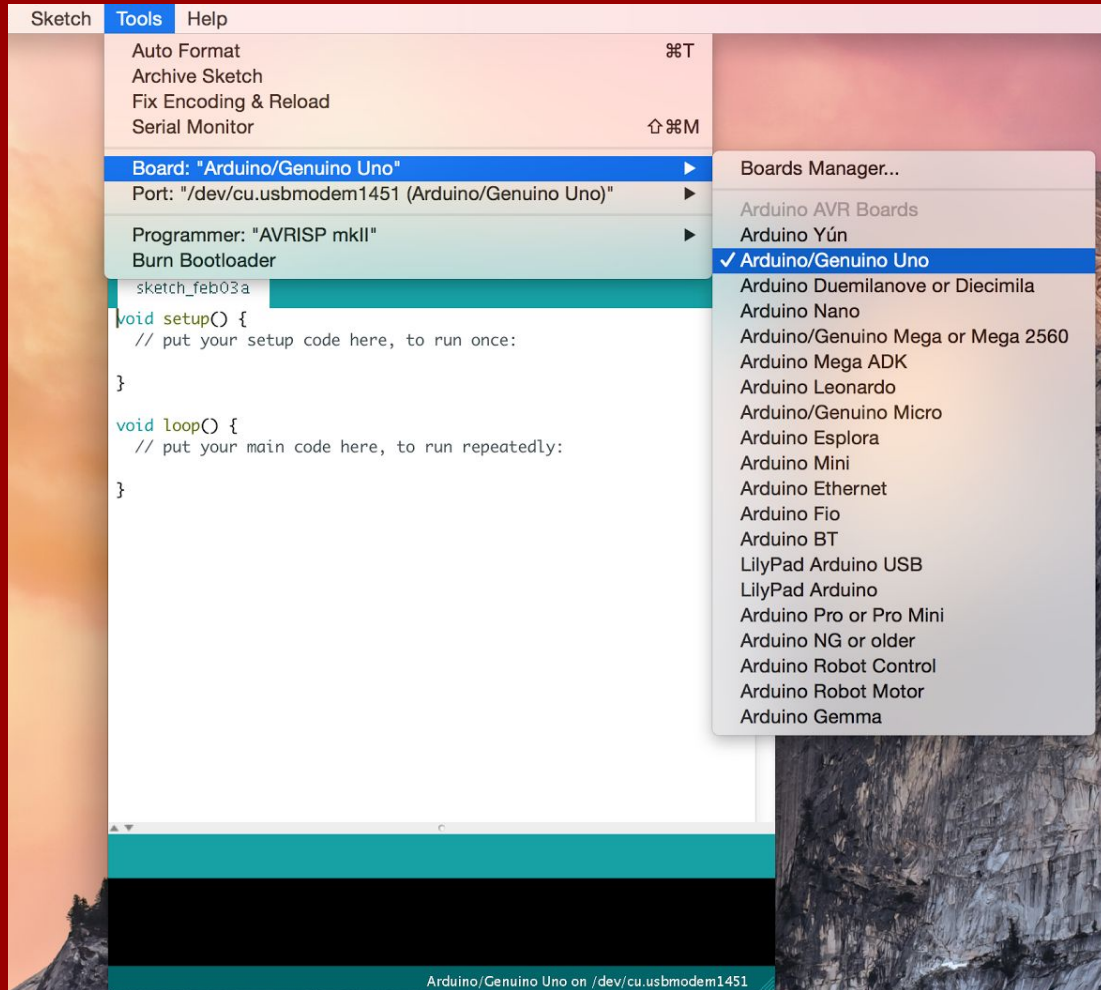 Sketch Tools Help
Auto Format ⌘T
Archive Sketch
Fix Encoding & Reload
Serial Monitor ⇧⌘M
Board: "Arduino/Genuino Uno" ▶
Port: "/dev/cu.usbmodem1451 (Arduino/Genuino Uno)" ▶
Programmer: "AVRISP mkII" ▶
Burn Bootloader
Boards Manager...
Arduino AVR Boards
Arduino Yún
✓ Arduino/Genuino Uno
Arduino Duemilanove or Diecimila
Arduino Nano
Arduino/Genuino Mega or Mega 2560
Arduino Mega ADK
Arduino Leonardo
Arduino/Genuino Micro
Arduino Esplora
Arduino Mini
Arduino Ethernet
Arduino Fio
Arduino BT
LilyPad Arduino USB
LilyPad Arduino
Arduino Pro or Pro Mini
Arduino NG or older
Arduino Robot Control
Arduino Robot Motor
Arduino Gemma
sketch_feb03a
void setup() {
// put your setup code here, to run once:
}
void loop() {
// put your main code here, to run repeatedly:
}
Arduino/Genuino Uno on /dev/cu.usbmodem1451